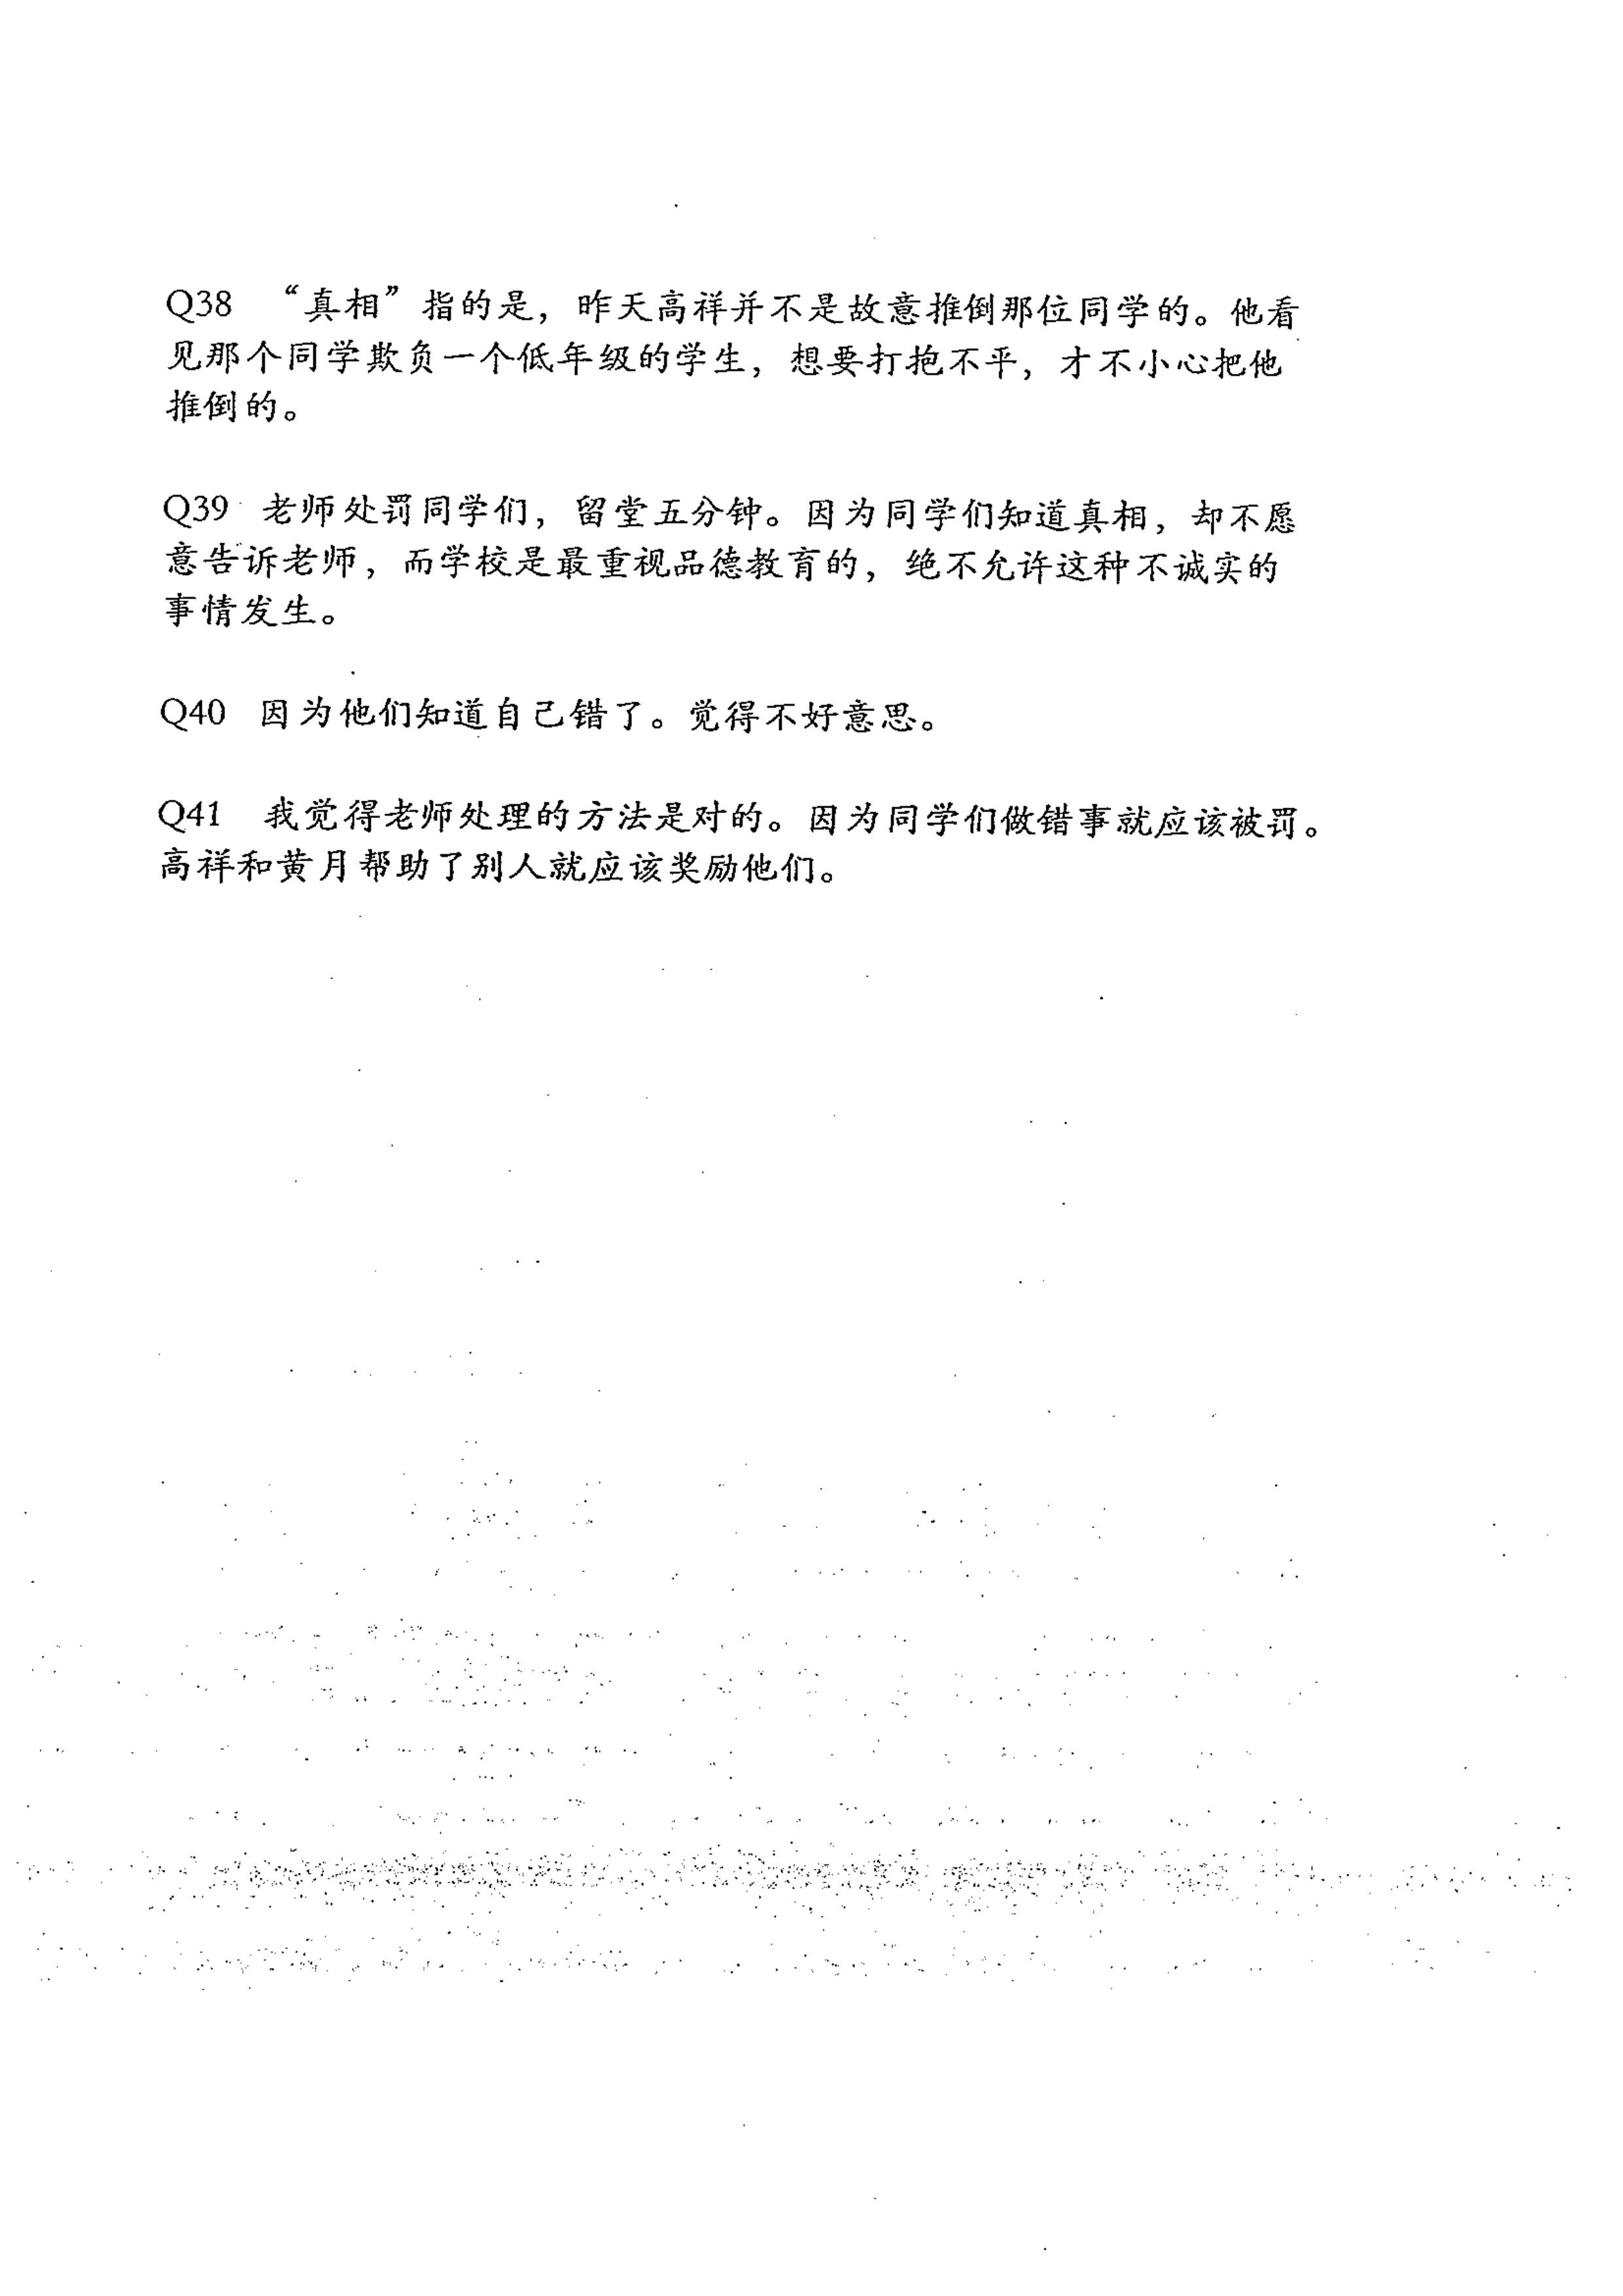 Q38 “真相”指的是，昨天高祥并不是故意推倒那位同学的。他看
见那个同学欺负一个低年级的学生，想要打抱不平，才不小心把他
推倒的。
Q39 老师处罚同学们，留堂五分钟。因为同学们知道真相，却不愿
意告诉老师，而学校是最重视品德教育的，绝不允许这种不诚实的
事情发生。
Q40 因为他们知道自己错了。觉得不好意思。
Q41 我觉得老师处理的方法是对的。因为同学们做错事就应该被罚。
高祥和黄月帮助了别人就应该奖励他们。